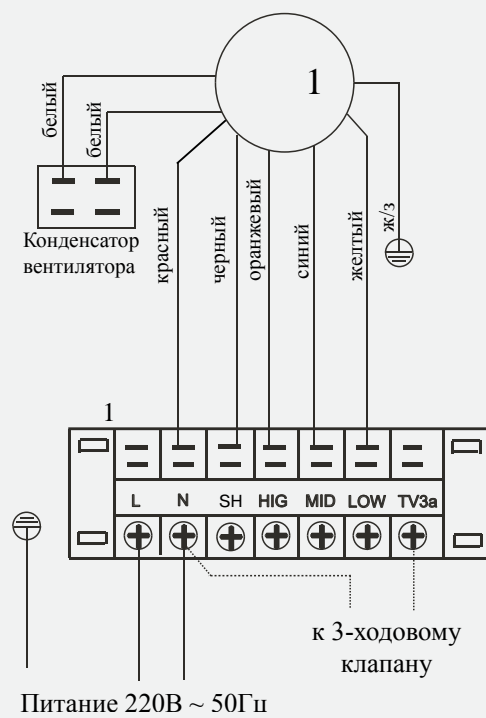 1
белый
белый
Конденсатор
вентилятора
красный
черный
оранжевый
синий
желтый
ж/з
1
L N SH HIG MID LOW TV3a
к 3-ходовому
клапану
Питание 220В ~ 50Гц